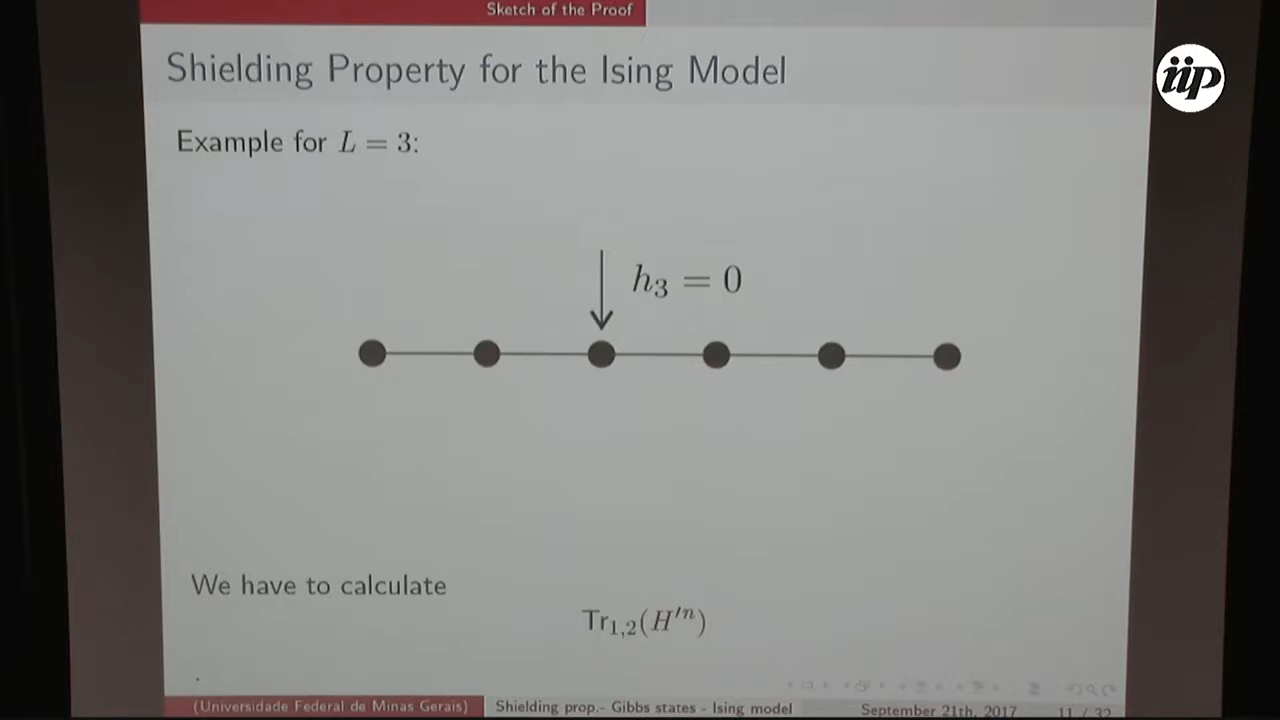 Sketch of the Proof
Shielding Property for the Ising Model
iip
Example for L = 3:
h₃ = 0
We have to calculate
Tr₁,₂(H′ⁿ)
(Universidade Federal de Minas Gerais) Shielding prop.- Gibbs states - Ising model September 21th, 2017 11 / 32